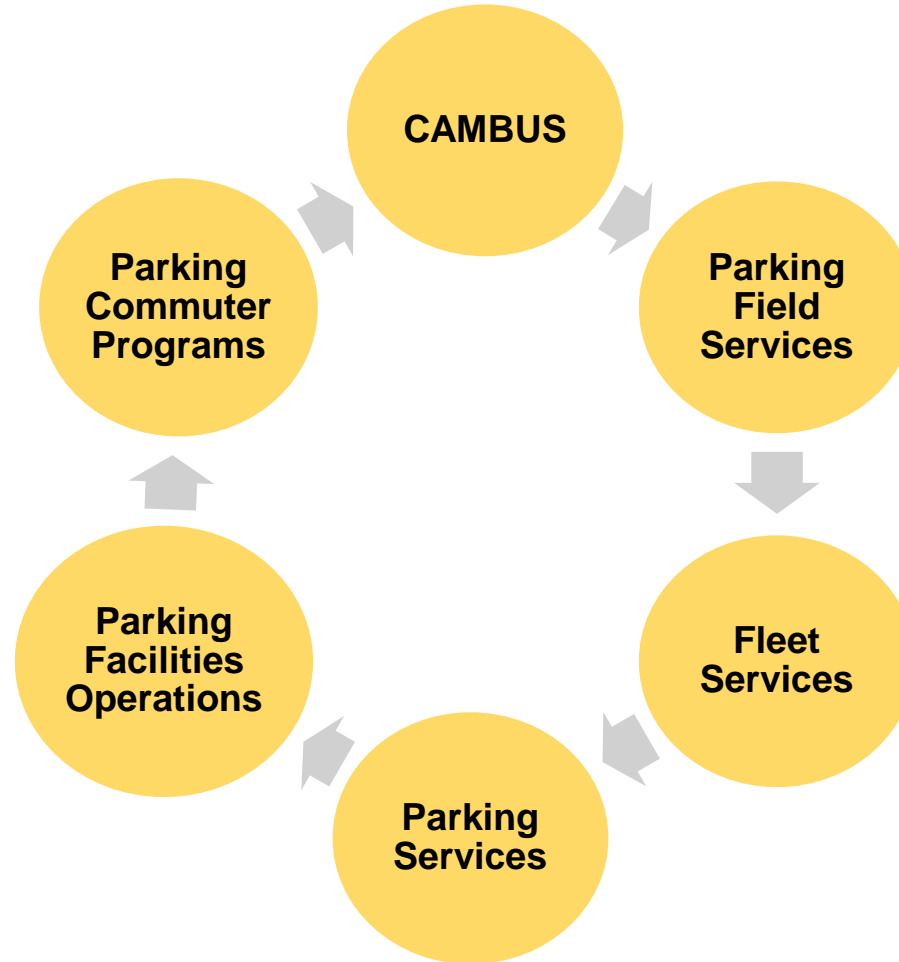 CAMBUS
Parking
Field
Services
Fleet
Services
Parking
Services
Parking
Facilities
Operations
Parking
Commuter
Programs